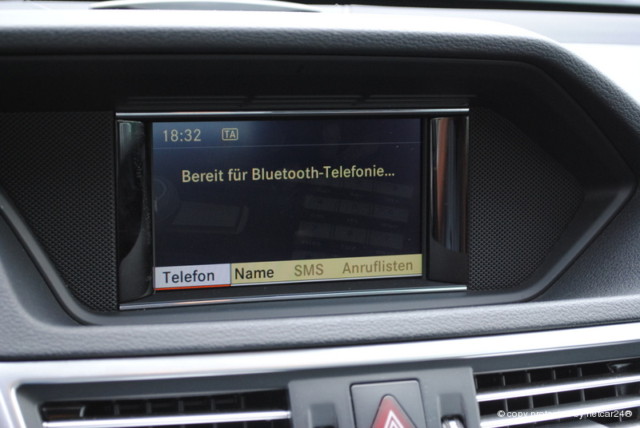 18:32 TA
Bereit für Bluetooth-Telefonie...
Telefon Name SMS Anruflisten